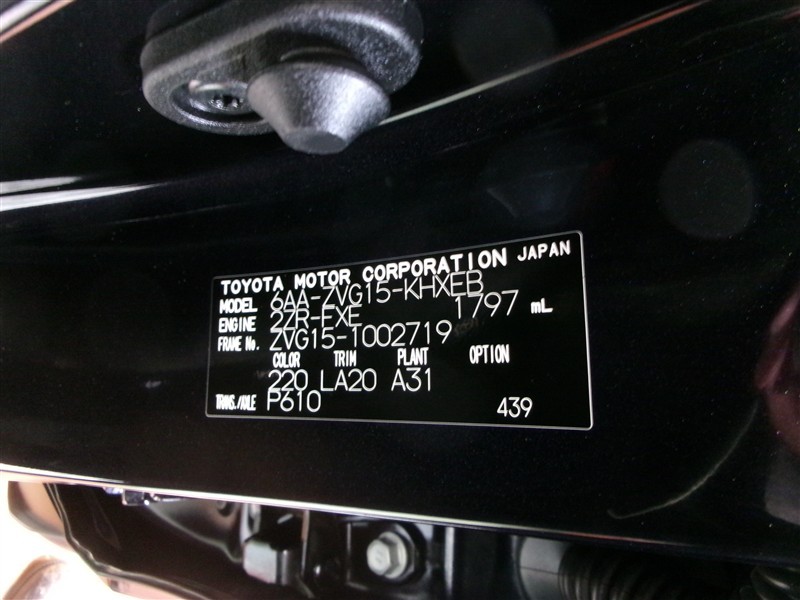 TOYOTA MOTOR CORPORATION JAPAN
MODEL 6AA-ZVG15-KHXEB
ENGINE 2ZR-FXE 1797 mL
FRAME No. ZVG15-1002719
COLOR TRIM PLANT OPTION
220 LA20 A31
TRANS./AXLE P610 439